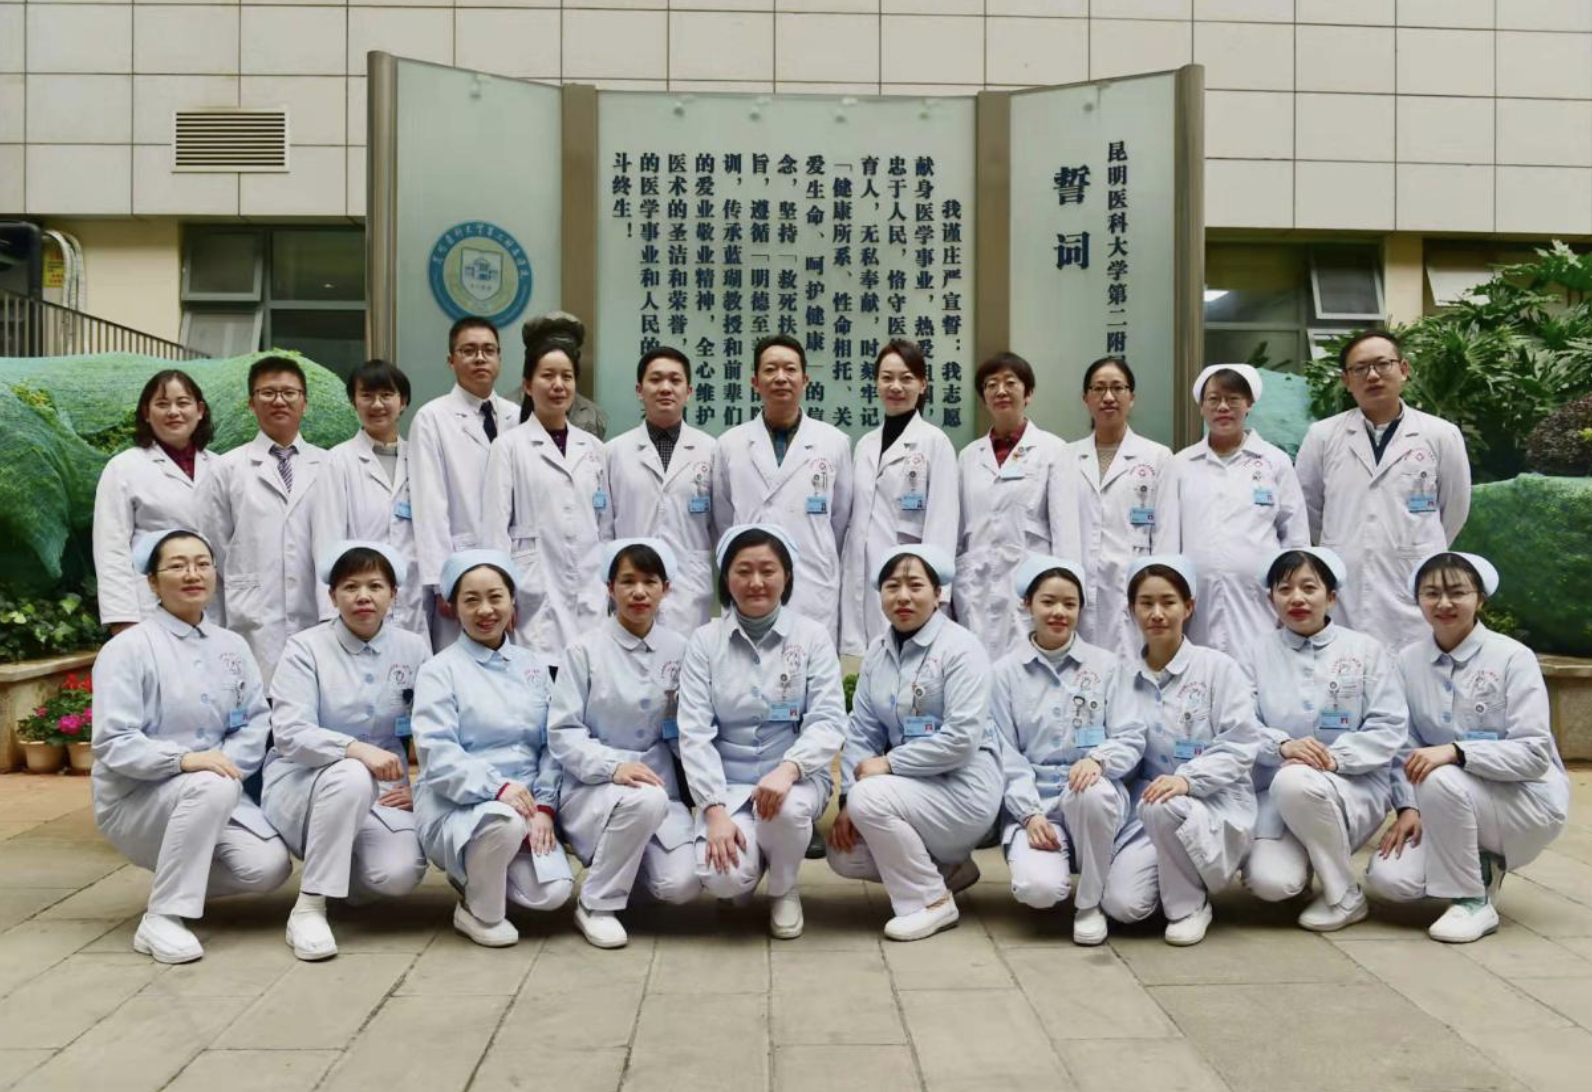 昆明医科大学第二附
誓词
我谨庄严宣誓：我志愿
献身医学事业，热爱祖国，
忠于人民，恪守医
育人，无私奉献，时刻牢记
「健康所系、性命相托、关
爱生命、呵护健康」的信
念，坚持「救死扶
旨，遵循「明德至
训，传承蓝瑚教授和前辈们
的爱业敬业精神，全心维护
医术的圣洁和荣誉，
的医学事业和人民的
斗终生！